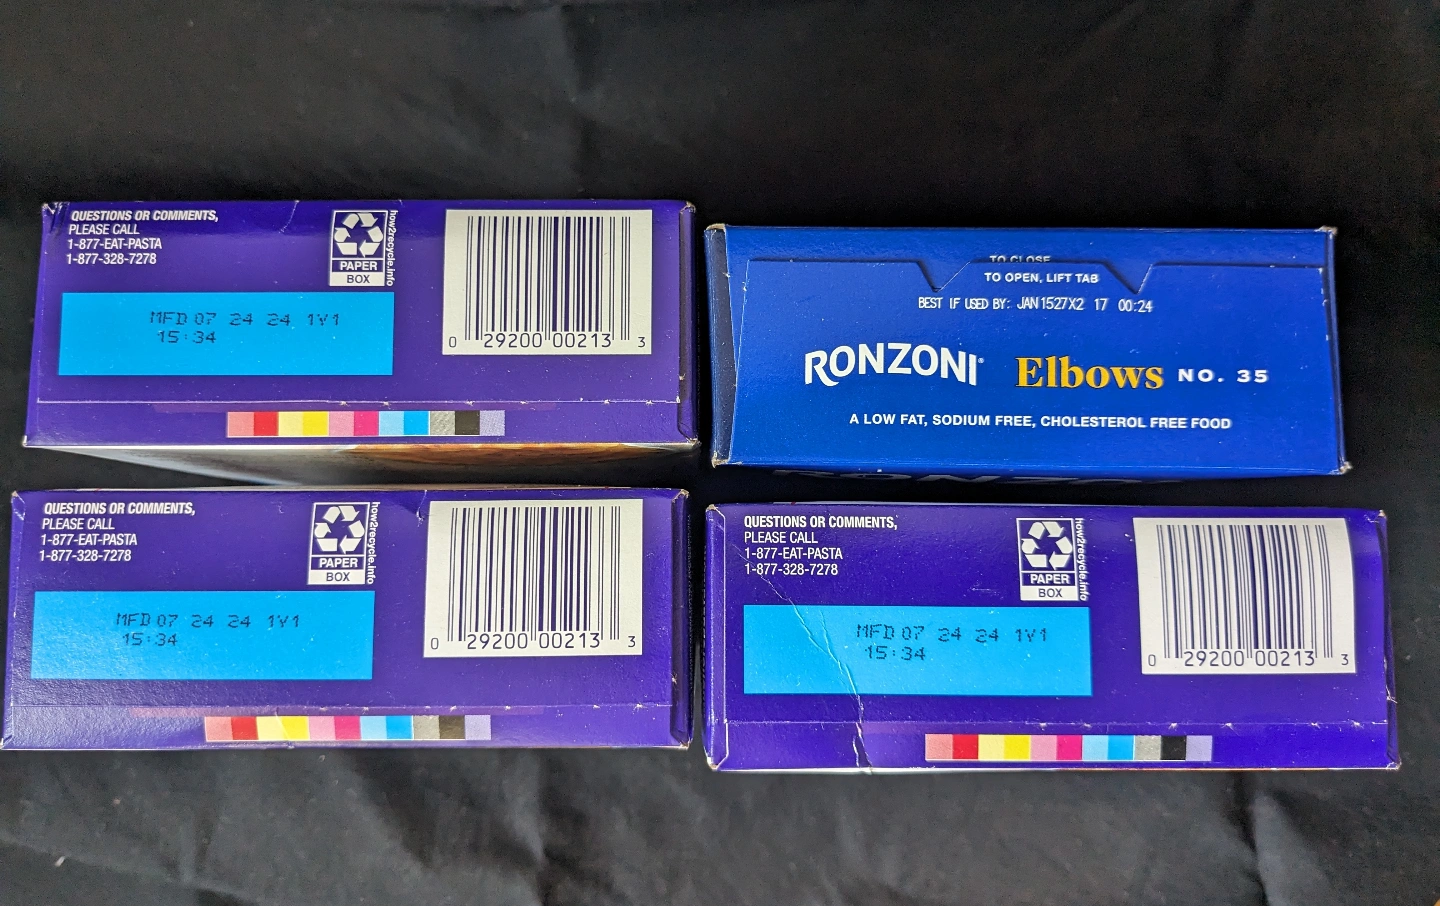 QUESTIONS OR COMMENTS,
PLEASE CALL
1-877-EAT-PASTA
1-877-328-7278
PAPER
BOX
how2recycle.info
MFD 07 24 24 1V1
15:34
0 29200 00213 3
TO CLOSE
TO OPEN, LIFT TAB
BEST IF USED BY: JAN1527X2 17 00:24
RONZONI® Elbows NO. 35
A LOW FAT, SODIUM FREE, CHOLESTEROL FREE FOOD
QUESTIONS OR COMMENTS,
PLEASE CALL
1-877-EAT-PASTA
1-877-328-7278
PAPER
BOX
how2recycle.info
MFD 07 24 24 1V1
15:34
0 29200 00213 3
QUESTIONS OR COMMENTS,
PLEASE CALL
1-877-EAT-PASTA
1-877-328-7278
PAPER
BOX
how2recycle.info
MFD 07 24 24 1V1
15:34
0 29200 00213 3